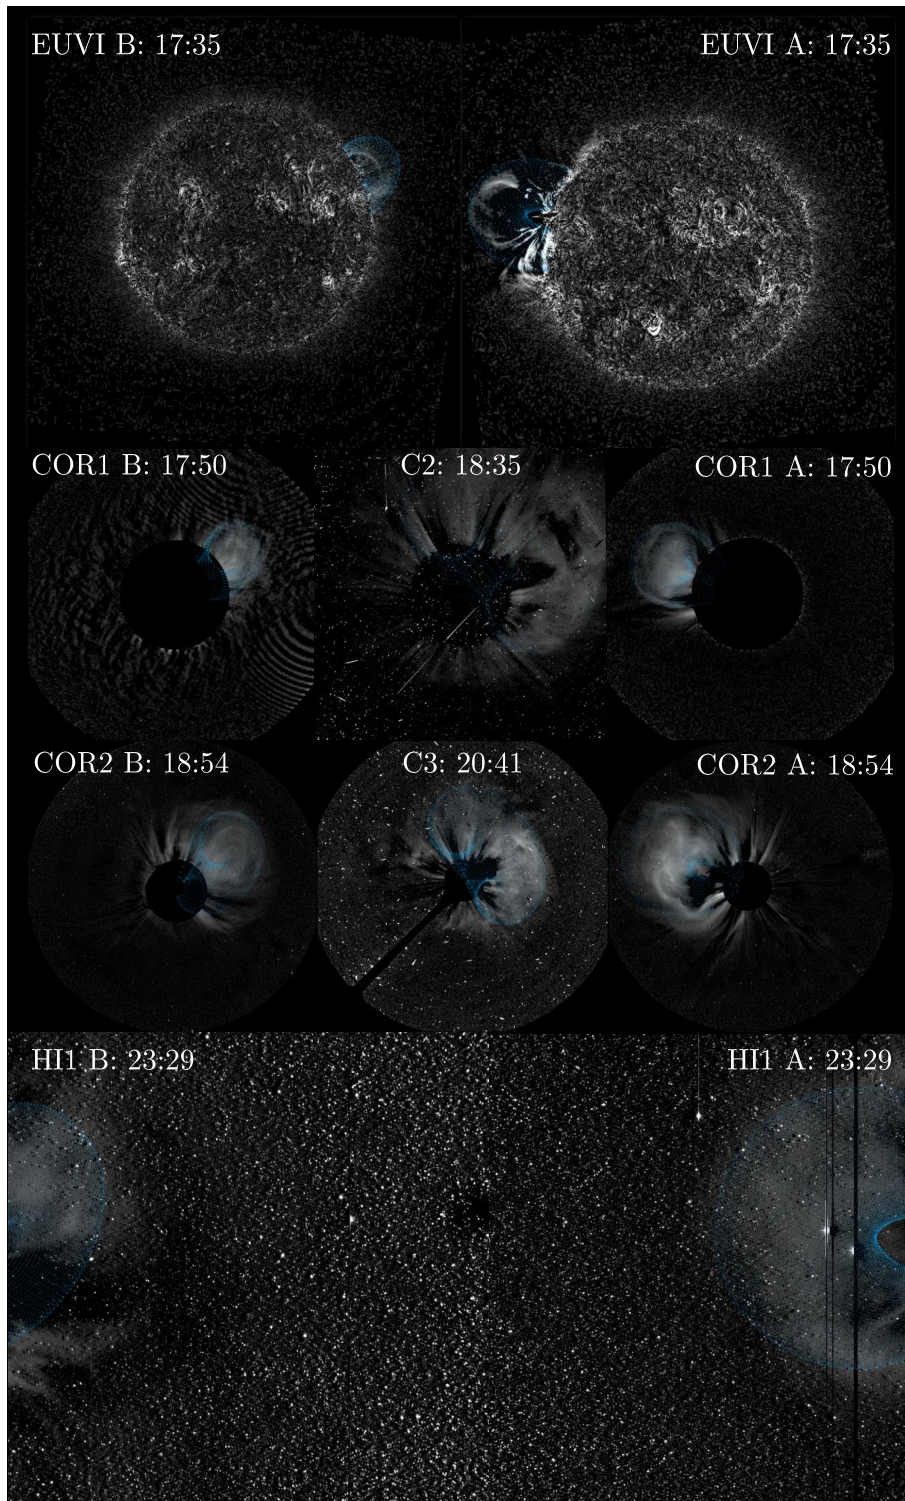 EUVI B: 17:35
EUVI A: 17:35
COR1 B: 17:50
C2: 18:35
COR1 A: 17:50
COR2 B: 18:54
C3: 20:41
COR2 A: 18:54
HI1 B: 23:29
HI1 A: 23:29